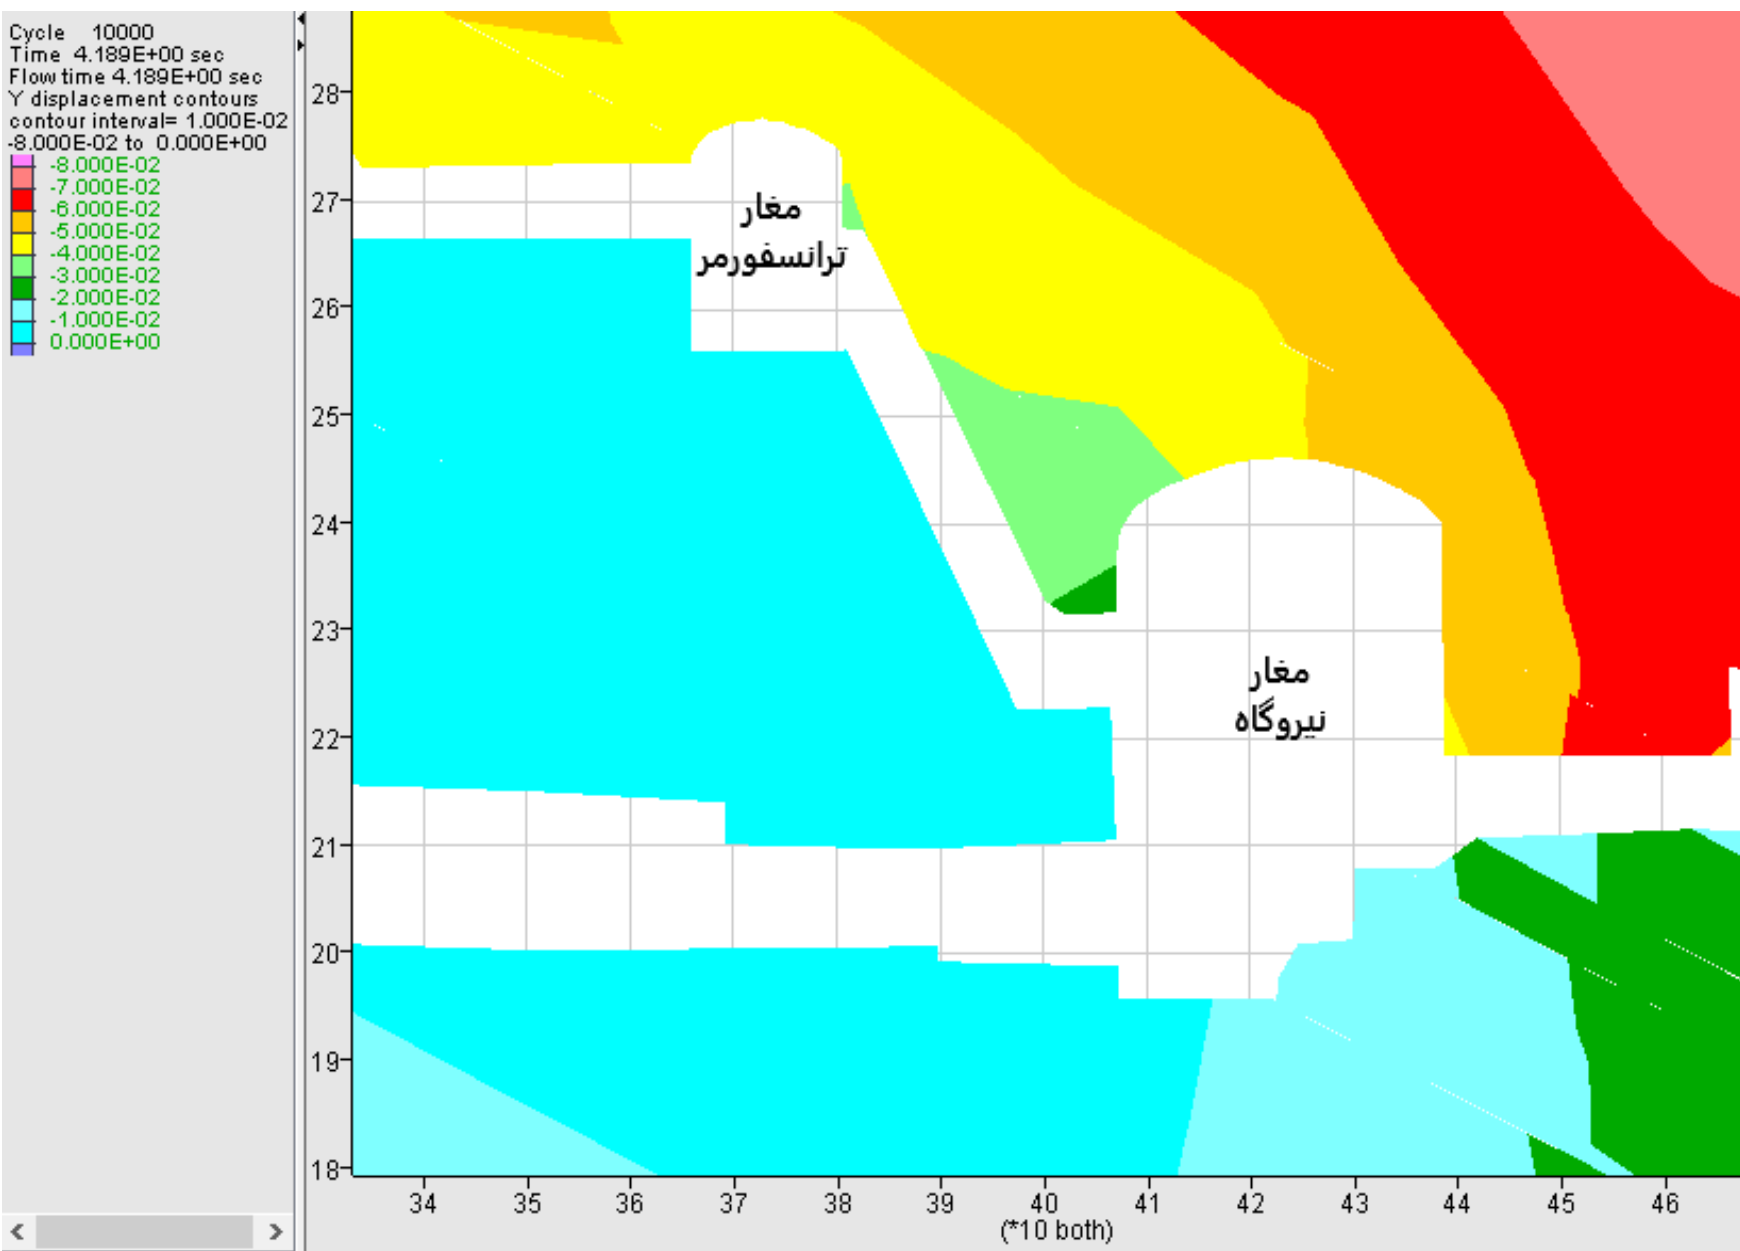 Cycle 10000
Time 4.189E+00 sec
Flow time 4.189E+00 sec
Y displacement contours
contour interval= 1.000E-02
-8.000E-02 to 0.000E+00
-8.000E-02
-7.000E-02
-6.000E-02
-5.000E-02
-4.000E-02
-3.000E-02
-2.000E-02
-1.000E-02
0.000E+00
28
27
26
25
24
23
22
21
20
19
18
مغار
ترانسفورمر
مغار
نیروگاه
34 35 36 37 38 39 40 41 42 43 44 45 46
(*10 both)